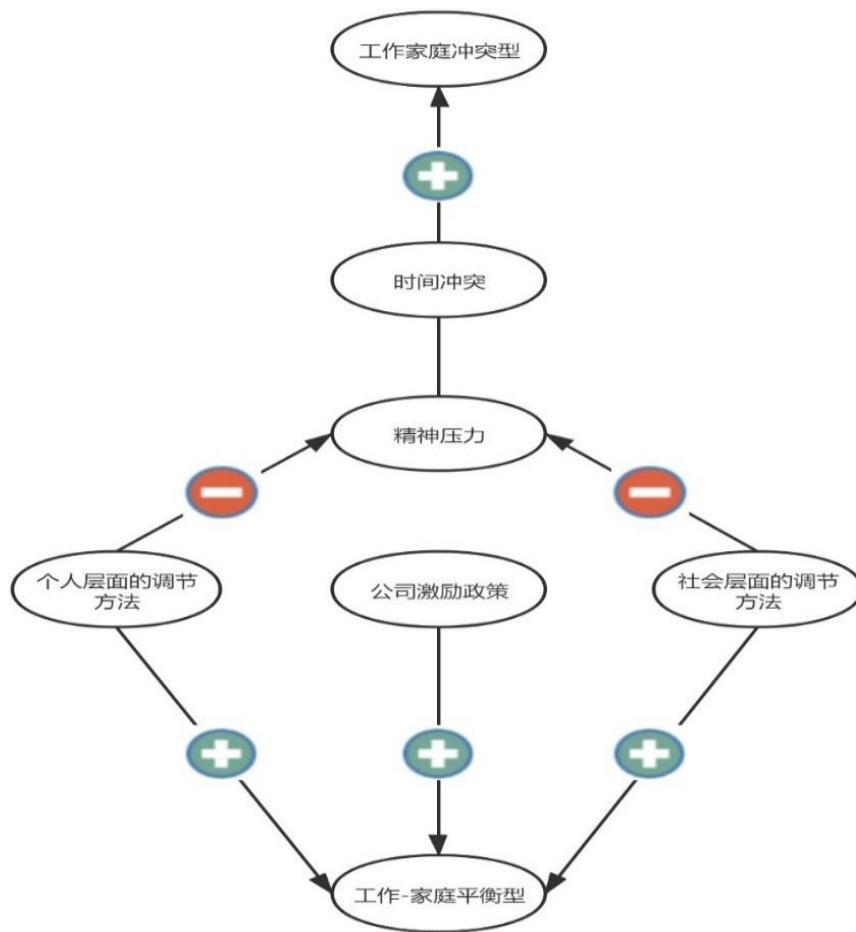 工作家庭冲突型
时间冲突
精神压力
个人层面的调节
方法
公司激励政策
社会层面的调节
方法
工作-家庭平衡型